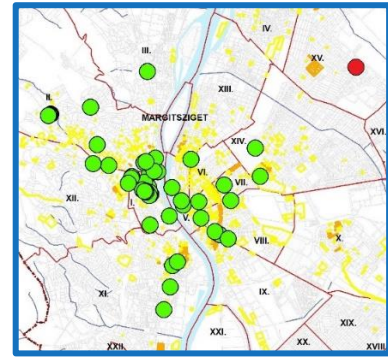 IV.
III.
XV.
XIII.
II.
MARGITSZIGET
XVI.
XIV.
VI.
VII.
XII.
I.
V.
X.
VIII.
XI.
IX.
XIX.
XXI.
XX.
XXII.
XVIII.